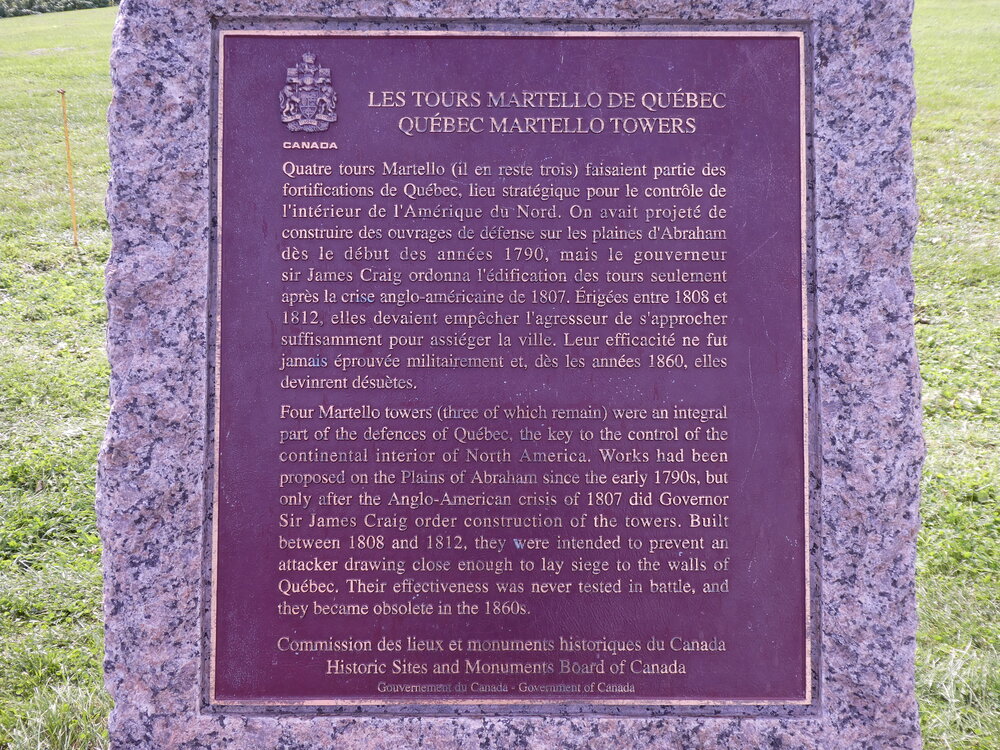 CANADA
LES TOURS MARTELLO DE QUÉBEC
QUÉBEC MARTELLO TOWERS
Quatre tours Martello (il en reste trois) faisaient partie des
fortifications de Québec, lieu stratégique pour le contrôle de
l'intérieur de l'Amérique du Nord. On avait projeté de
construire des ouvrages de défense sur les plaines d'Abraham
dès le début des années 1790, mais le gouverneur
sir James Craig ordonna l'édification des tours seulement
après la crise anglo-américaine de 1807. Érigées entre 1808 et
1812, elles devaient empêcher l'agresseur de s'approcher
suffisamment pour assiéger la ville. Leur efficacité ne fut
jamais éprouvée militairement et, dès les années 1860, elles
devinrent désuètes.
Four Martello towers (three of which remain) were an integral
part of the defences of Québec, the key to the control of the
continental interior of North America. Works had been
proposed on the Plains of Abraham since the early 1790s, but
only after the Anglo-American crisis of 1807 did Governor
Sir James Craig order construction of the towers. Built
between 1808 and 1812, they were intended to prevent an
attacker drawing close enough to lay siege to the walls of
Québec. Their effectiveness was never tested in battle, and
they became obsolete in the 1860s.
Commission des lieux et monuments historiques du Canada
Historic Sites and Monuments Board of Canada
Gouvernement du Canada - Government of Canada